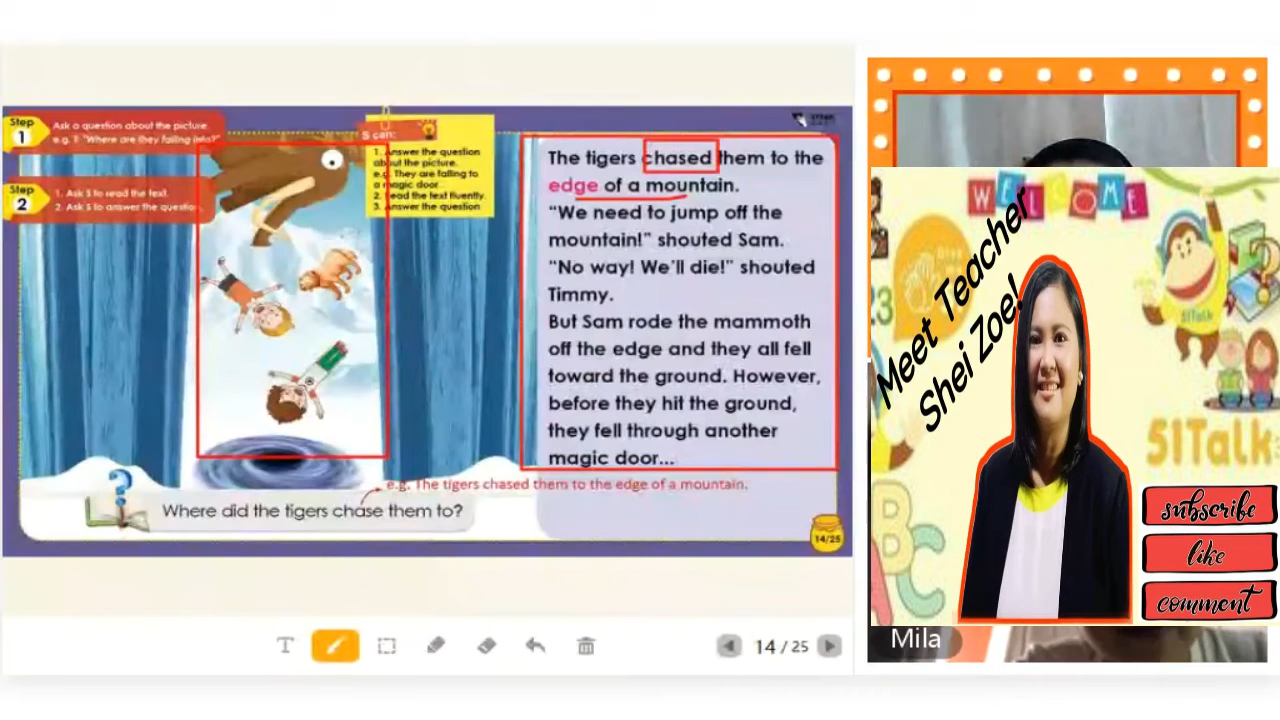 Step
1
Ask a question about the picture.
e.g. T: "Where are they falling into?"
Step
2
1. Ask S to read the text.
2. Ask S to answer the question.
S can:
1. Answer the question
about the picture.
e.g. They are falling to
a magic door.
2. Read the text fluently.
3. Answer the question
The tigers chased them to the
edge of a mountain.
“We need to jump off the
mountain!” shouted Sam.
“No way! We’ll die!” shouted
Timmy.
But Sam rode the mammoth
off the edge and they all fell
toward the ground. However,
before they hit the ground,
they fell through another
magic door...
e.g. The tigers chased them to the edge of a mountain.
Where did the tigers chase them to?
14/25
T
14 / 25
WELCOME
Meet Teacher
Shei Zoe!
23
51Talk
51Talk
ABC
subscribe
like
comment
Mila